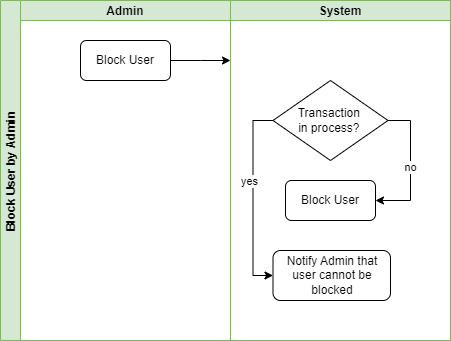 Admin
System
Block User by Admin
Block User
Transaction
in process?
yes
no
Block User
Notify Admin that
user cannot be
blocked